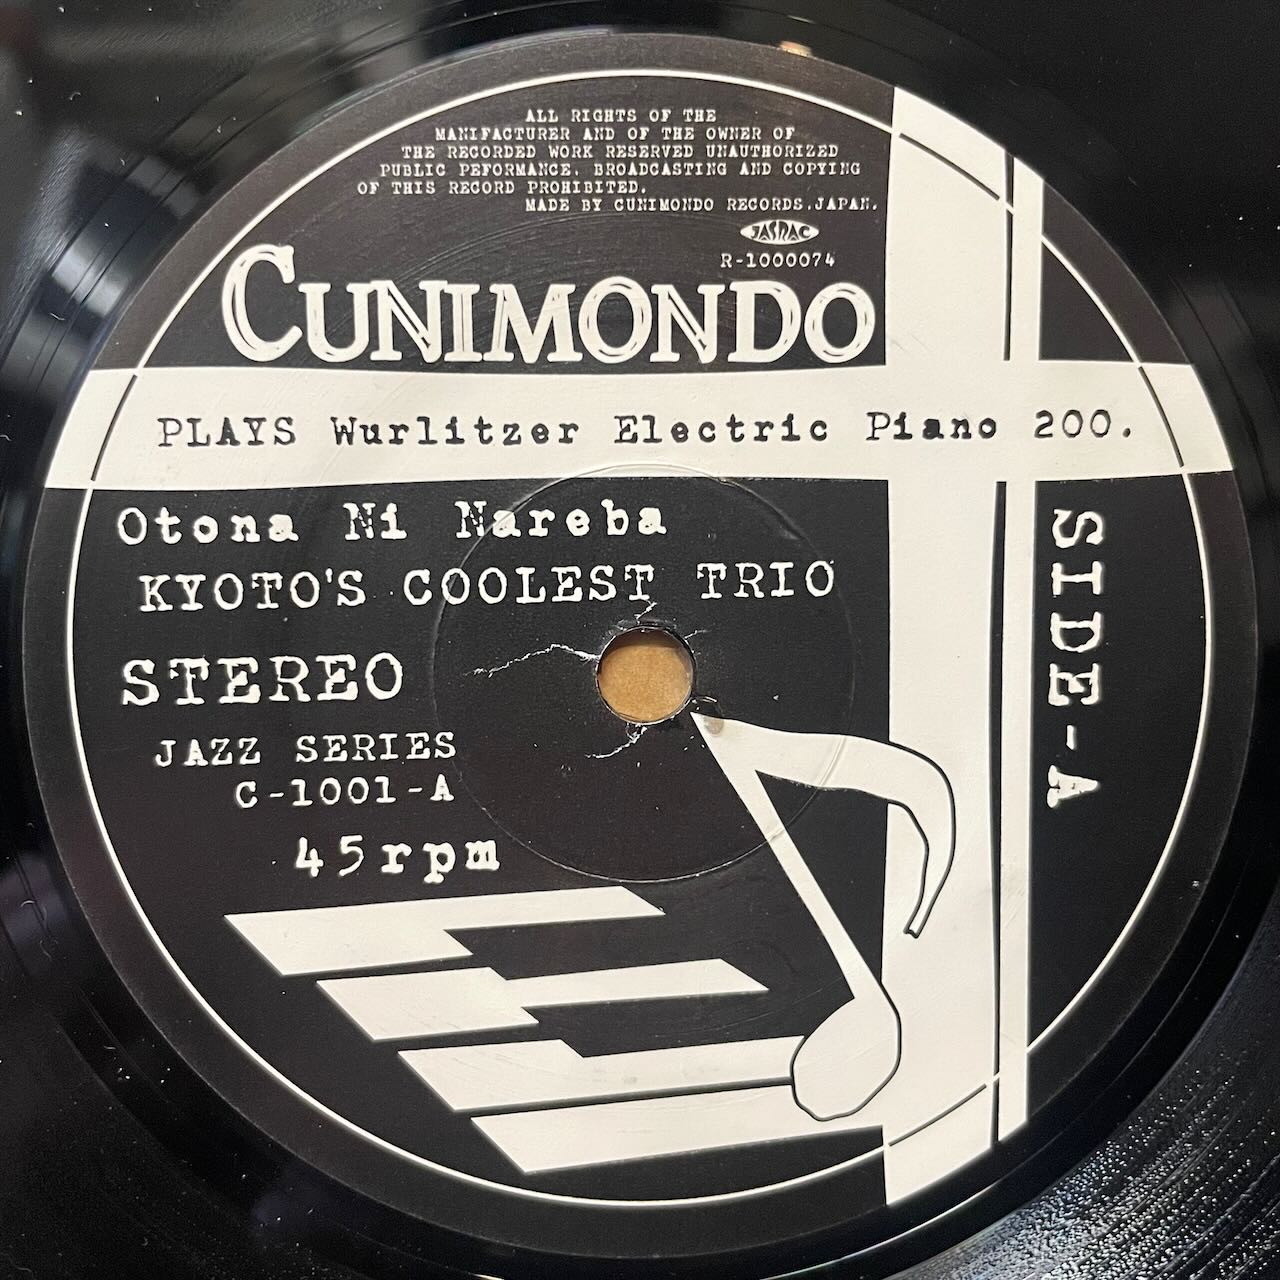 ALL RIGHTS OF THE
MANIFACTURER AND OF THE OWNER OF
THE RECORDED WORK RESERVED UNAUTHORIZED
PUBLIC PEFORMANCE. BROADCASTING AND COPYING
OF THIS RECORD PROHIBITED.
MADE BY CUNIMONDO RECORDS.JAPAN.
JASRAC
R-1000074
CUNIMONDO
PLAYS Wurlitzer Electric Piano 200.
Otona Ni Nareba
KYOTO'S COOLEST TRIO
STEREO
JAZZ SERIES
C-1001-A
45rpm
SIDE-A